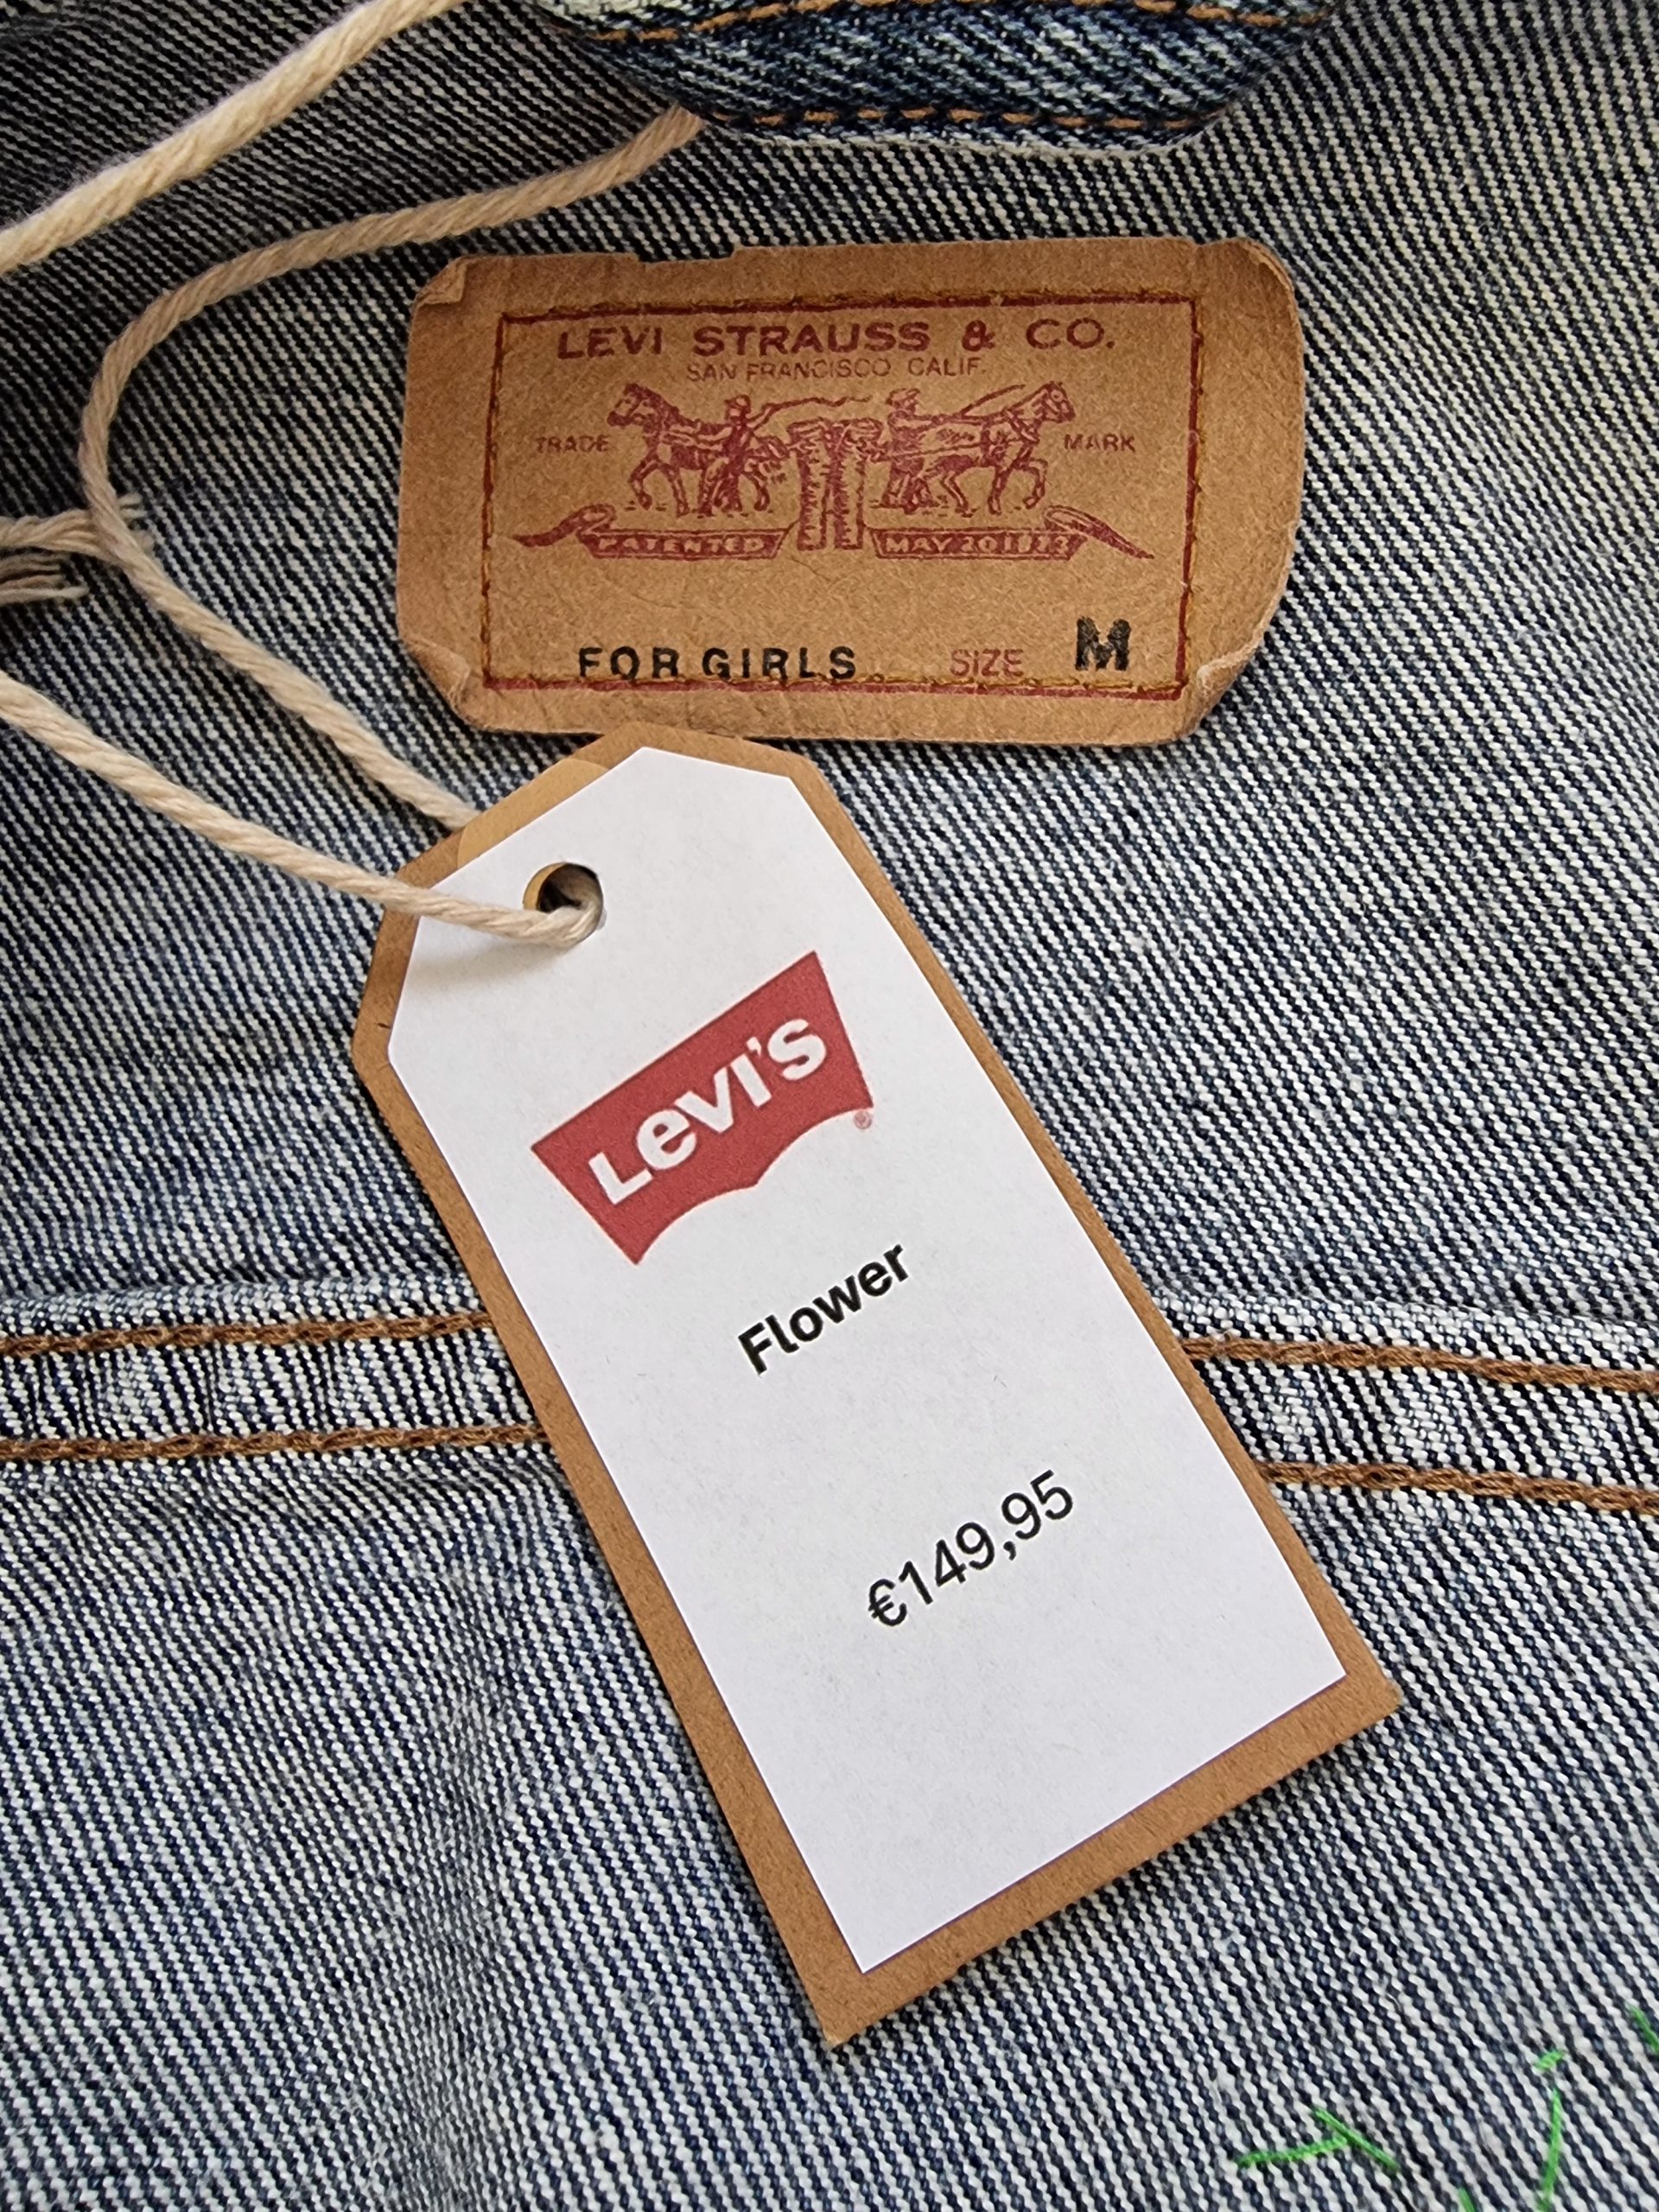 LEVI STRAUSS & CO.
SAN FRANCISCO CALIF.
TRADE MARK
PATENTED MAY 20 1873
FOR GIRLS SIZE M
Levi's ®
Flower
€149,95